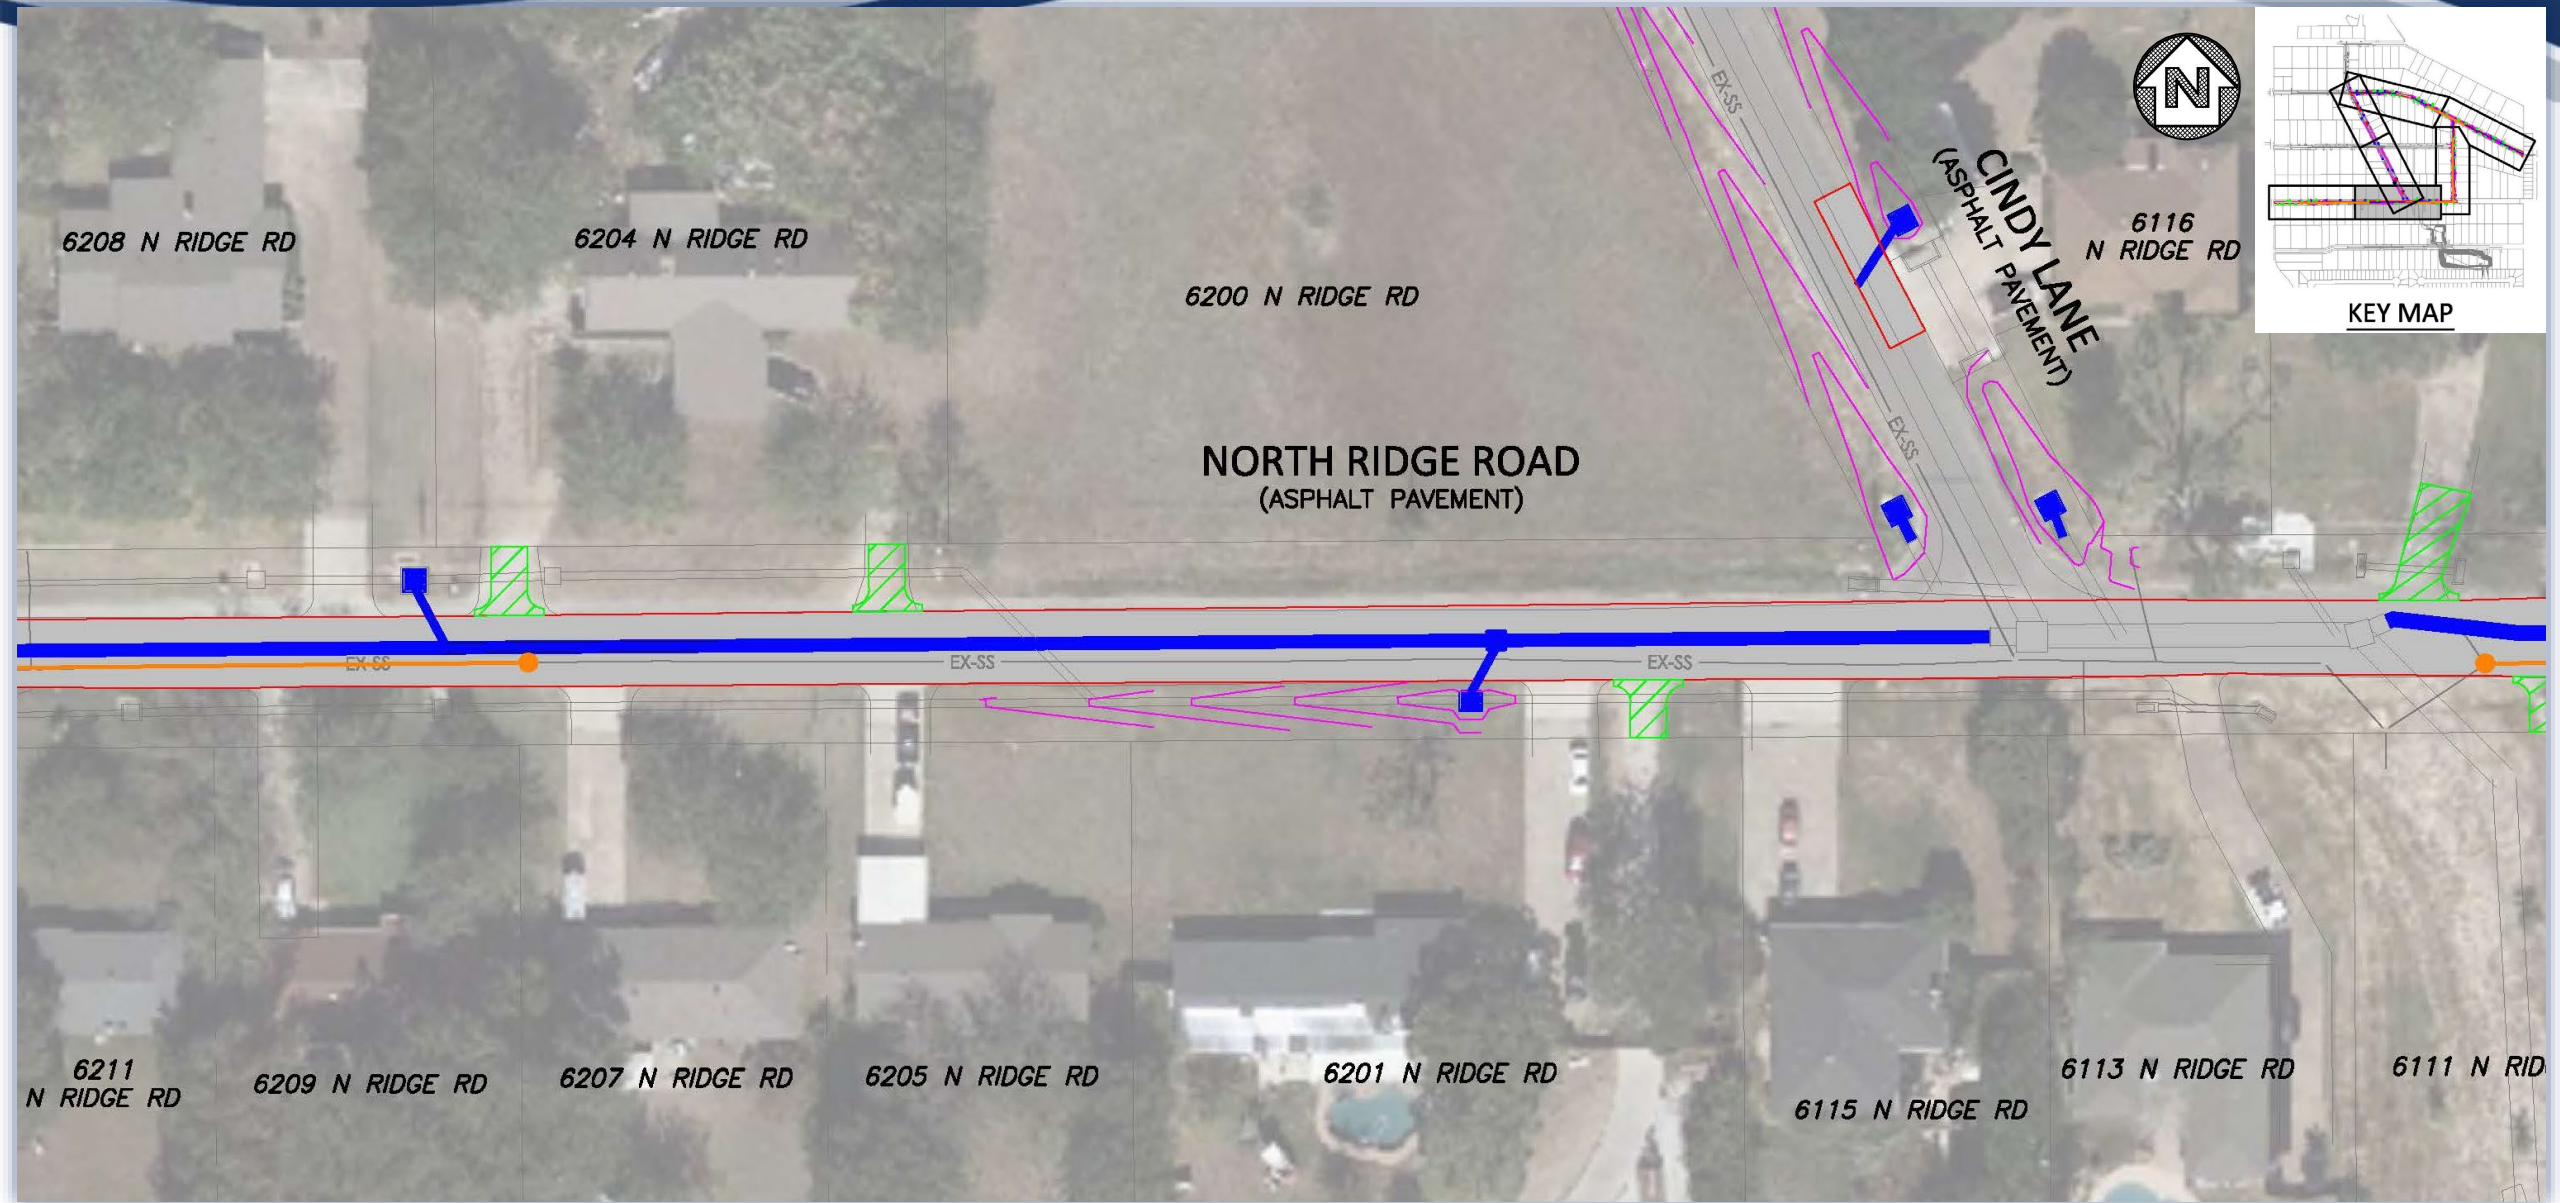 EX-SS
N
CINDY LANE
(ASPHALT PAVEMENT)
6208 N RIDGE RD
6204 N RIDGE RD
6200 N RIDGE RD
6116
N RIDGE RD
KEY MAP
EX-SS
NORTH RIDGE ROAD
(ASPHALT PAVEMENT)
EX-SS
EX-SS
EX-SS
6211
N RIDGE RD
6209 N RIDGE RD
6207 N RIDGE RD
6205 N RIDGE RD
6201 N RIDGE RD
6115 N RIDGE RD
6113 N RIDGE RD
6111 N RID